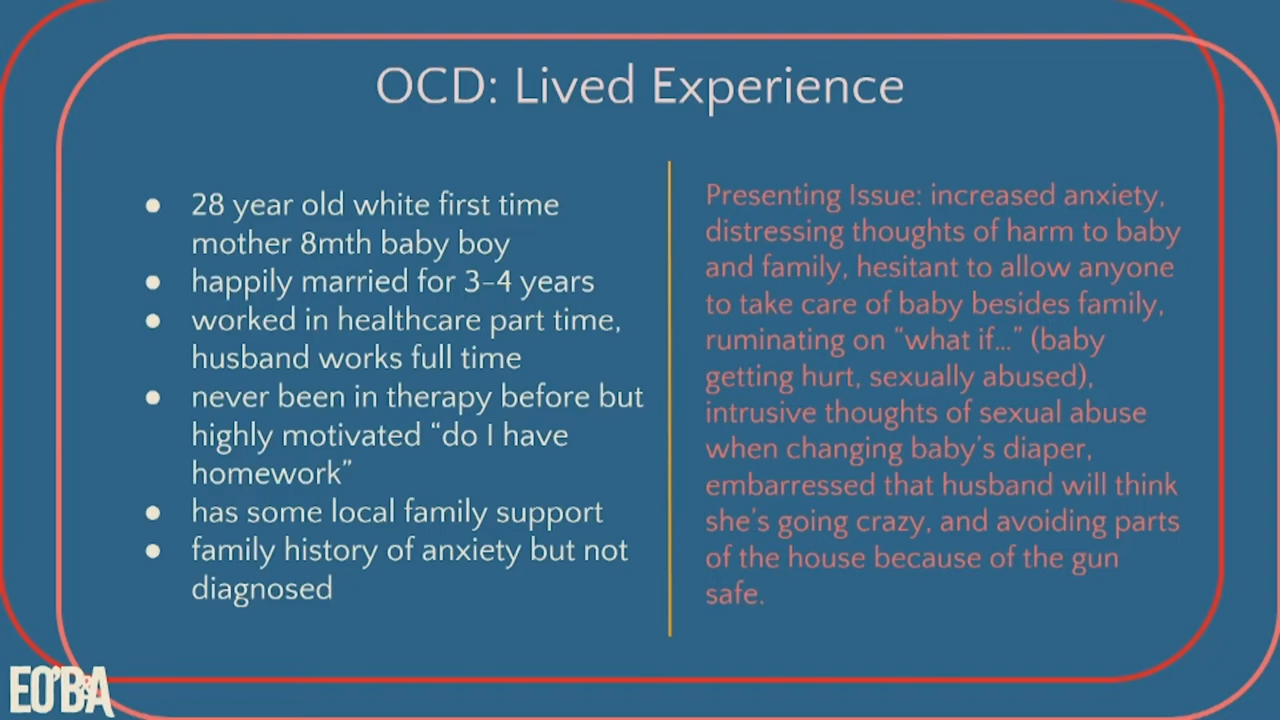 OCD: Lived Experience
● 28 year old white first time
mother 8mth baby boy
● happily married for 3-4 years
● worked in healthcare part time,
husband works full time
● never been in therapy before but
highly motivated “do I have
homework”
● has some local family support
● family history of anxiety but not
diagnosed
Presenting Issue: increased anxiety,
distressing thoughts of harm to baby
and family, hesitant to allow anyone
to take care of baby besides family,
ruminating on “what if...” (baby
getting hurt, sexually abused),
intrusive thoughts of sexual abuse
when changing baby’s diaper,
embarressed that husband will think
she’s going crazy, and avoiding parts
of the house because of the gun
safe.
EO’B&A